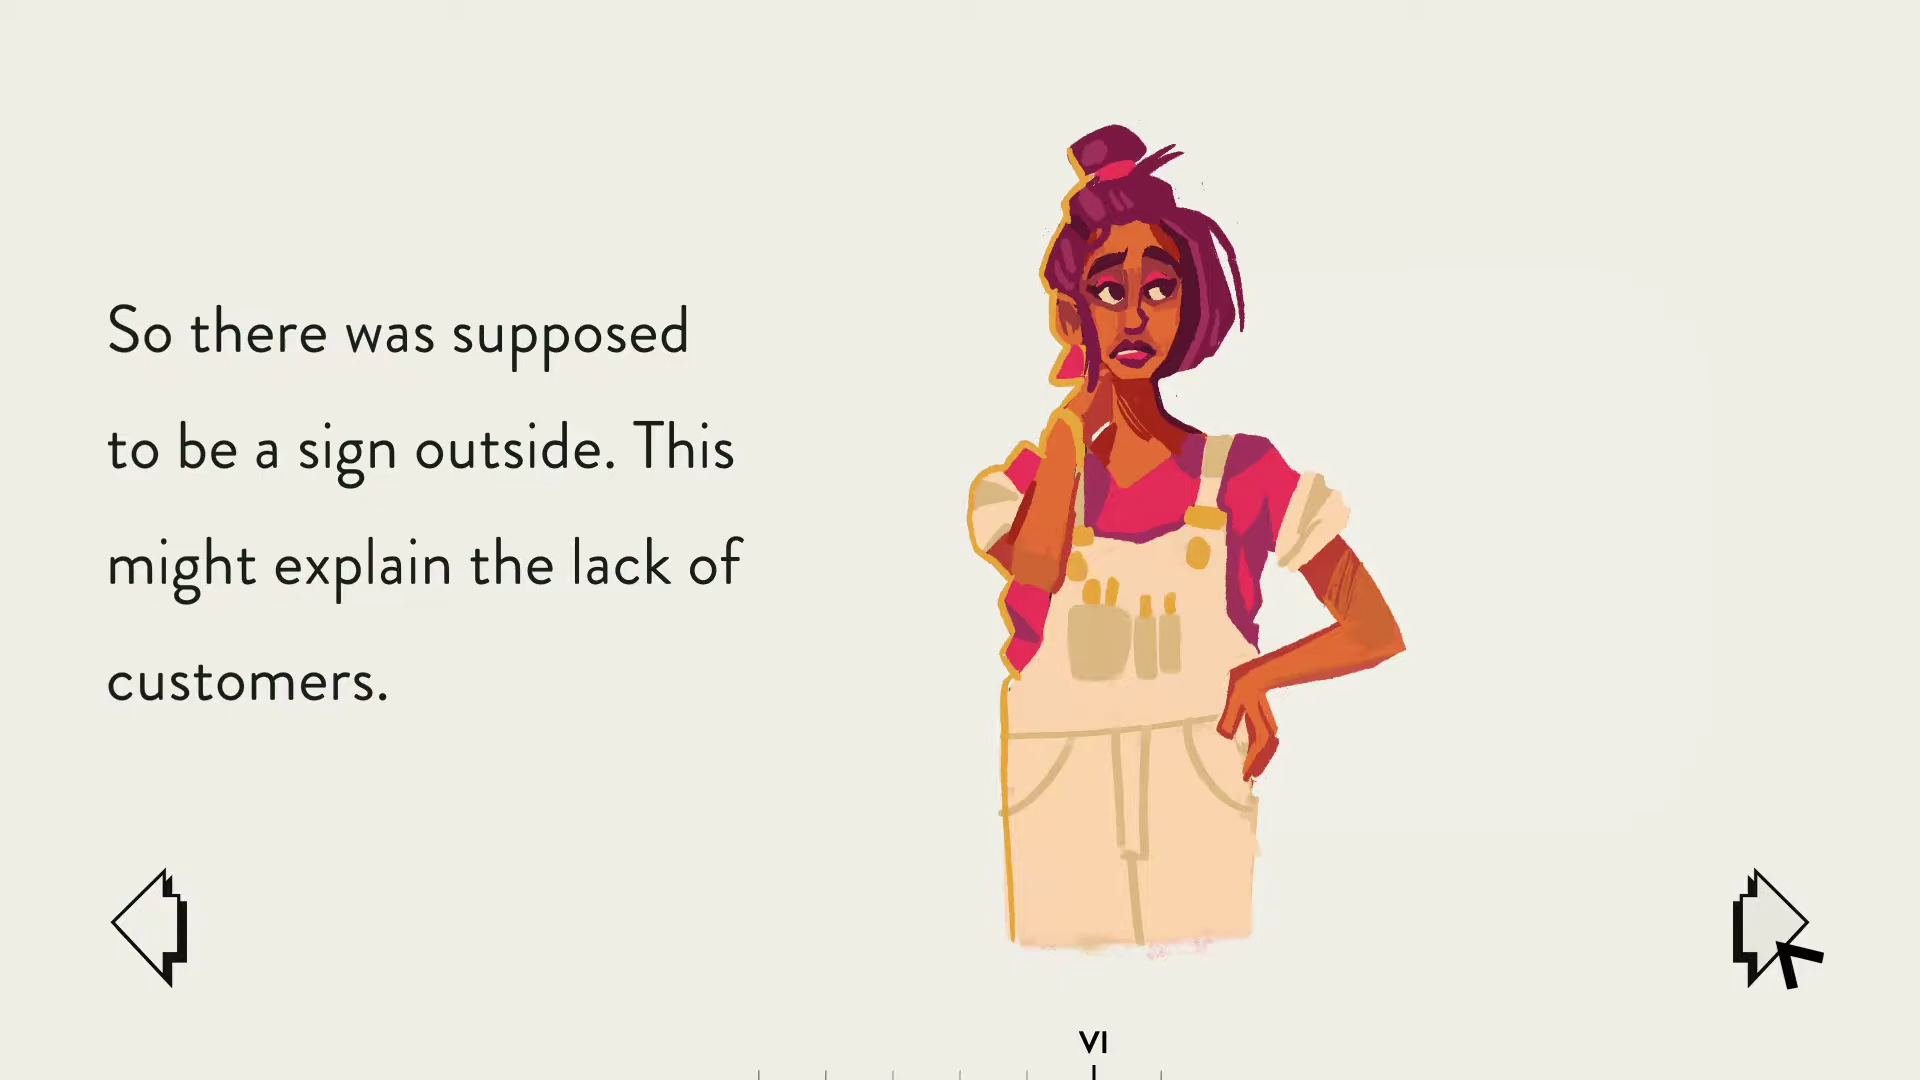 So there was supposed
to be a sign outside. This
might explain the lack of
customers.
VI